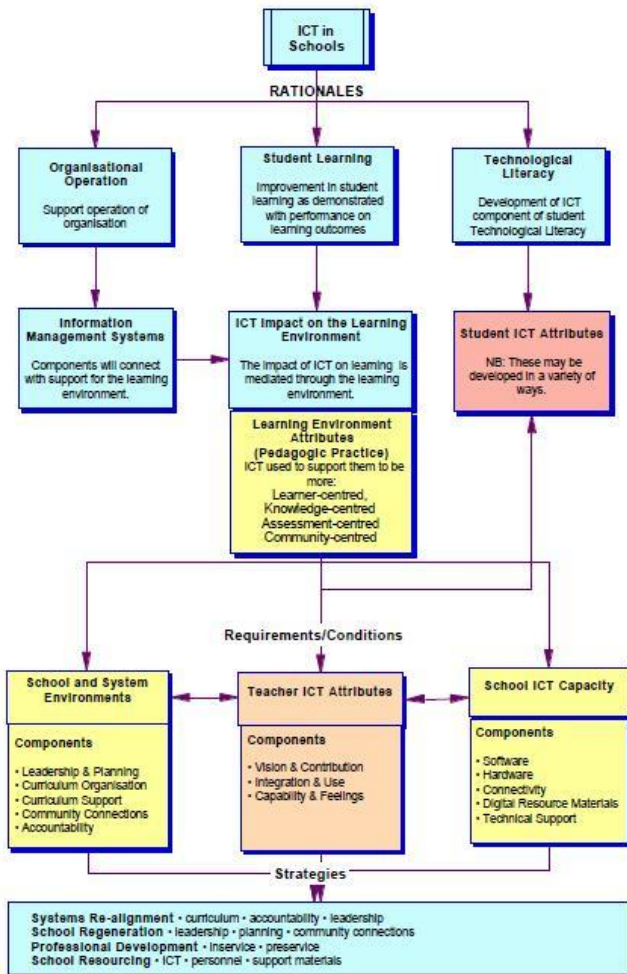 ICT in
Schools
RATIONALES
Organisational
Operation
Support operation of
organisation
Student Learning
Improvement in student
learning as demonstrated
with performance on
learning outcomes
Technological
Literacy
Development of ICT
component of student
Technological Literacy
Information
Management Systems
Components will connect
with support for the learning
environment.
ICT Impact on the Learning
Environment
The impact of ICT on learning is
mediated through the learning
environment.
Student ICT Attributes
NB: These may be
developed in a variety of
ways.
Learning Environment
Attributes
(Pedagogic Practice)
ICT used to support them to be
more:
Learner-centred,
Knowledge-centred
Assessment-centred
Community-centred
Requirements/Conditions
School and System
Environments
Components
• Leadership & Planning
• Curriculum Organisation
• Curriculum Support
• Community Connections
• Accountability
Teacher ICT Attributes
Components
• Vision & Contribution
• Integration & Use
• Capability & Feelings
School ICT Capacity
Components
• Software
• Hardware
• Connectivity
• Digital Resource Materials
• Technical Support
Strategies
Systems Re-alignment • curriculum • accountability • leadership
School Regeneration • leadership • planning • community connections
Professional Development • inservice • preservice
School Resourcing • ICT • personnel • support materials